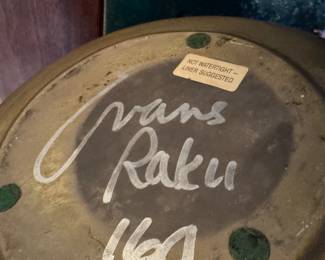 NOT WATERTIGHT –
LINER SUGGESTED
Evans
Raku